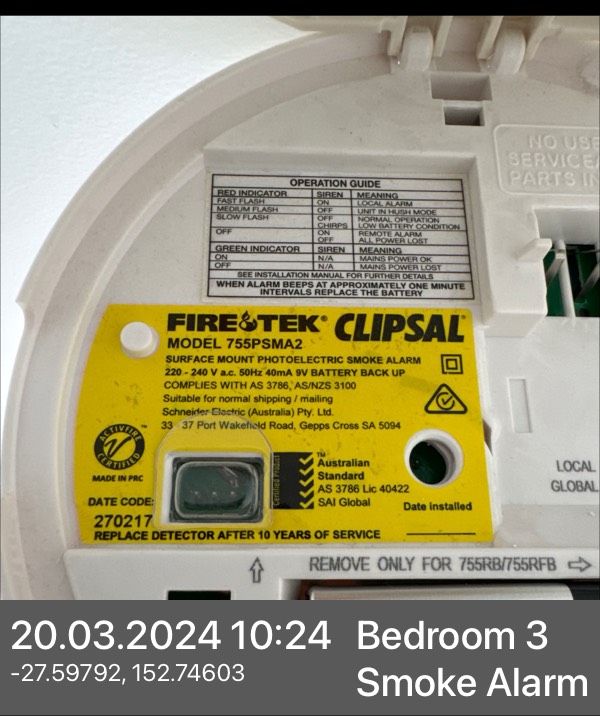 NO USE
SERVICEA
PARTS IN
OPERATION GUIDE
RED INDICATOR SIREN MEANING
FAST FLASH ON LOCAL ALARM
MEDIUM FLASH OFF UNIT IN HUSH MODE
SLOW FLASH OFF NORMAL OPERATION
CHIRPS LOW BATTERY CONDITION
OFF ON REMOTE ALARM
OFF ALL POWER LOST
GREEN INDICATOR SIREN MEANING
ON N/A MAINS POWER OK
OFF N/A MAINS POWER LOST
SEE INSTALLATION MANUAL FOR FURTHER DETAILS
WHEN ALARM BEEPS AT APPROXIMATELY ONE MINUTE
INTERVALS REPLACE THE BATTERY
FIRETEK® CLIPSAL®
MODEL 755PSMA2
SURFACE MOUNT PHOTOELECTRIC SMOKE ALARM
220 - 240 V a.c. 50Hz 40mA 9V BATTERY BACK UP
COMPLIES WITH AS 3786, AS/NZS 3100
Suitable for normal shipping / mailing
Schneider Electric (Australia) Pty. Ltd.
33 - 37 Port Wakefield Road, Gepps Cross SA 5094
ACTIVFIRE
CERTIFIED
TM
MADE IN PRC
Certified Product
TM
Australian
Standard
AS 3786 Lic 40422
SAI Global
DATE CODE:
270217
Date installed
REPLACE DETECTOR AFTER 10 YEARS OF SERVICE
LOCAL
GLOBAL
REMOVE ONLY FOR 755RB/755RFB
20.03.2024 10:24
-27.59792, 152.74603
Bedroom 3
Smoke Alarm